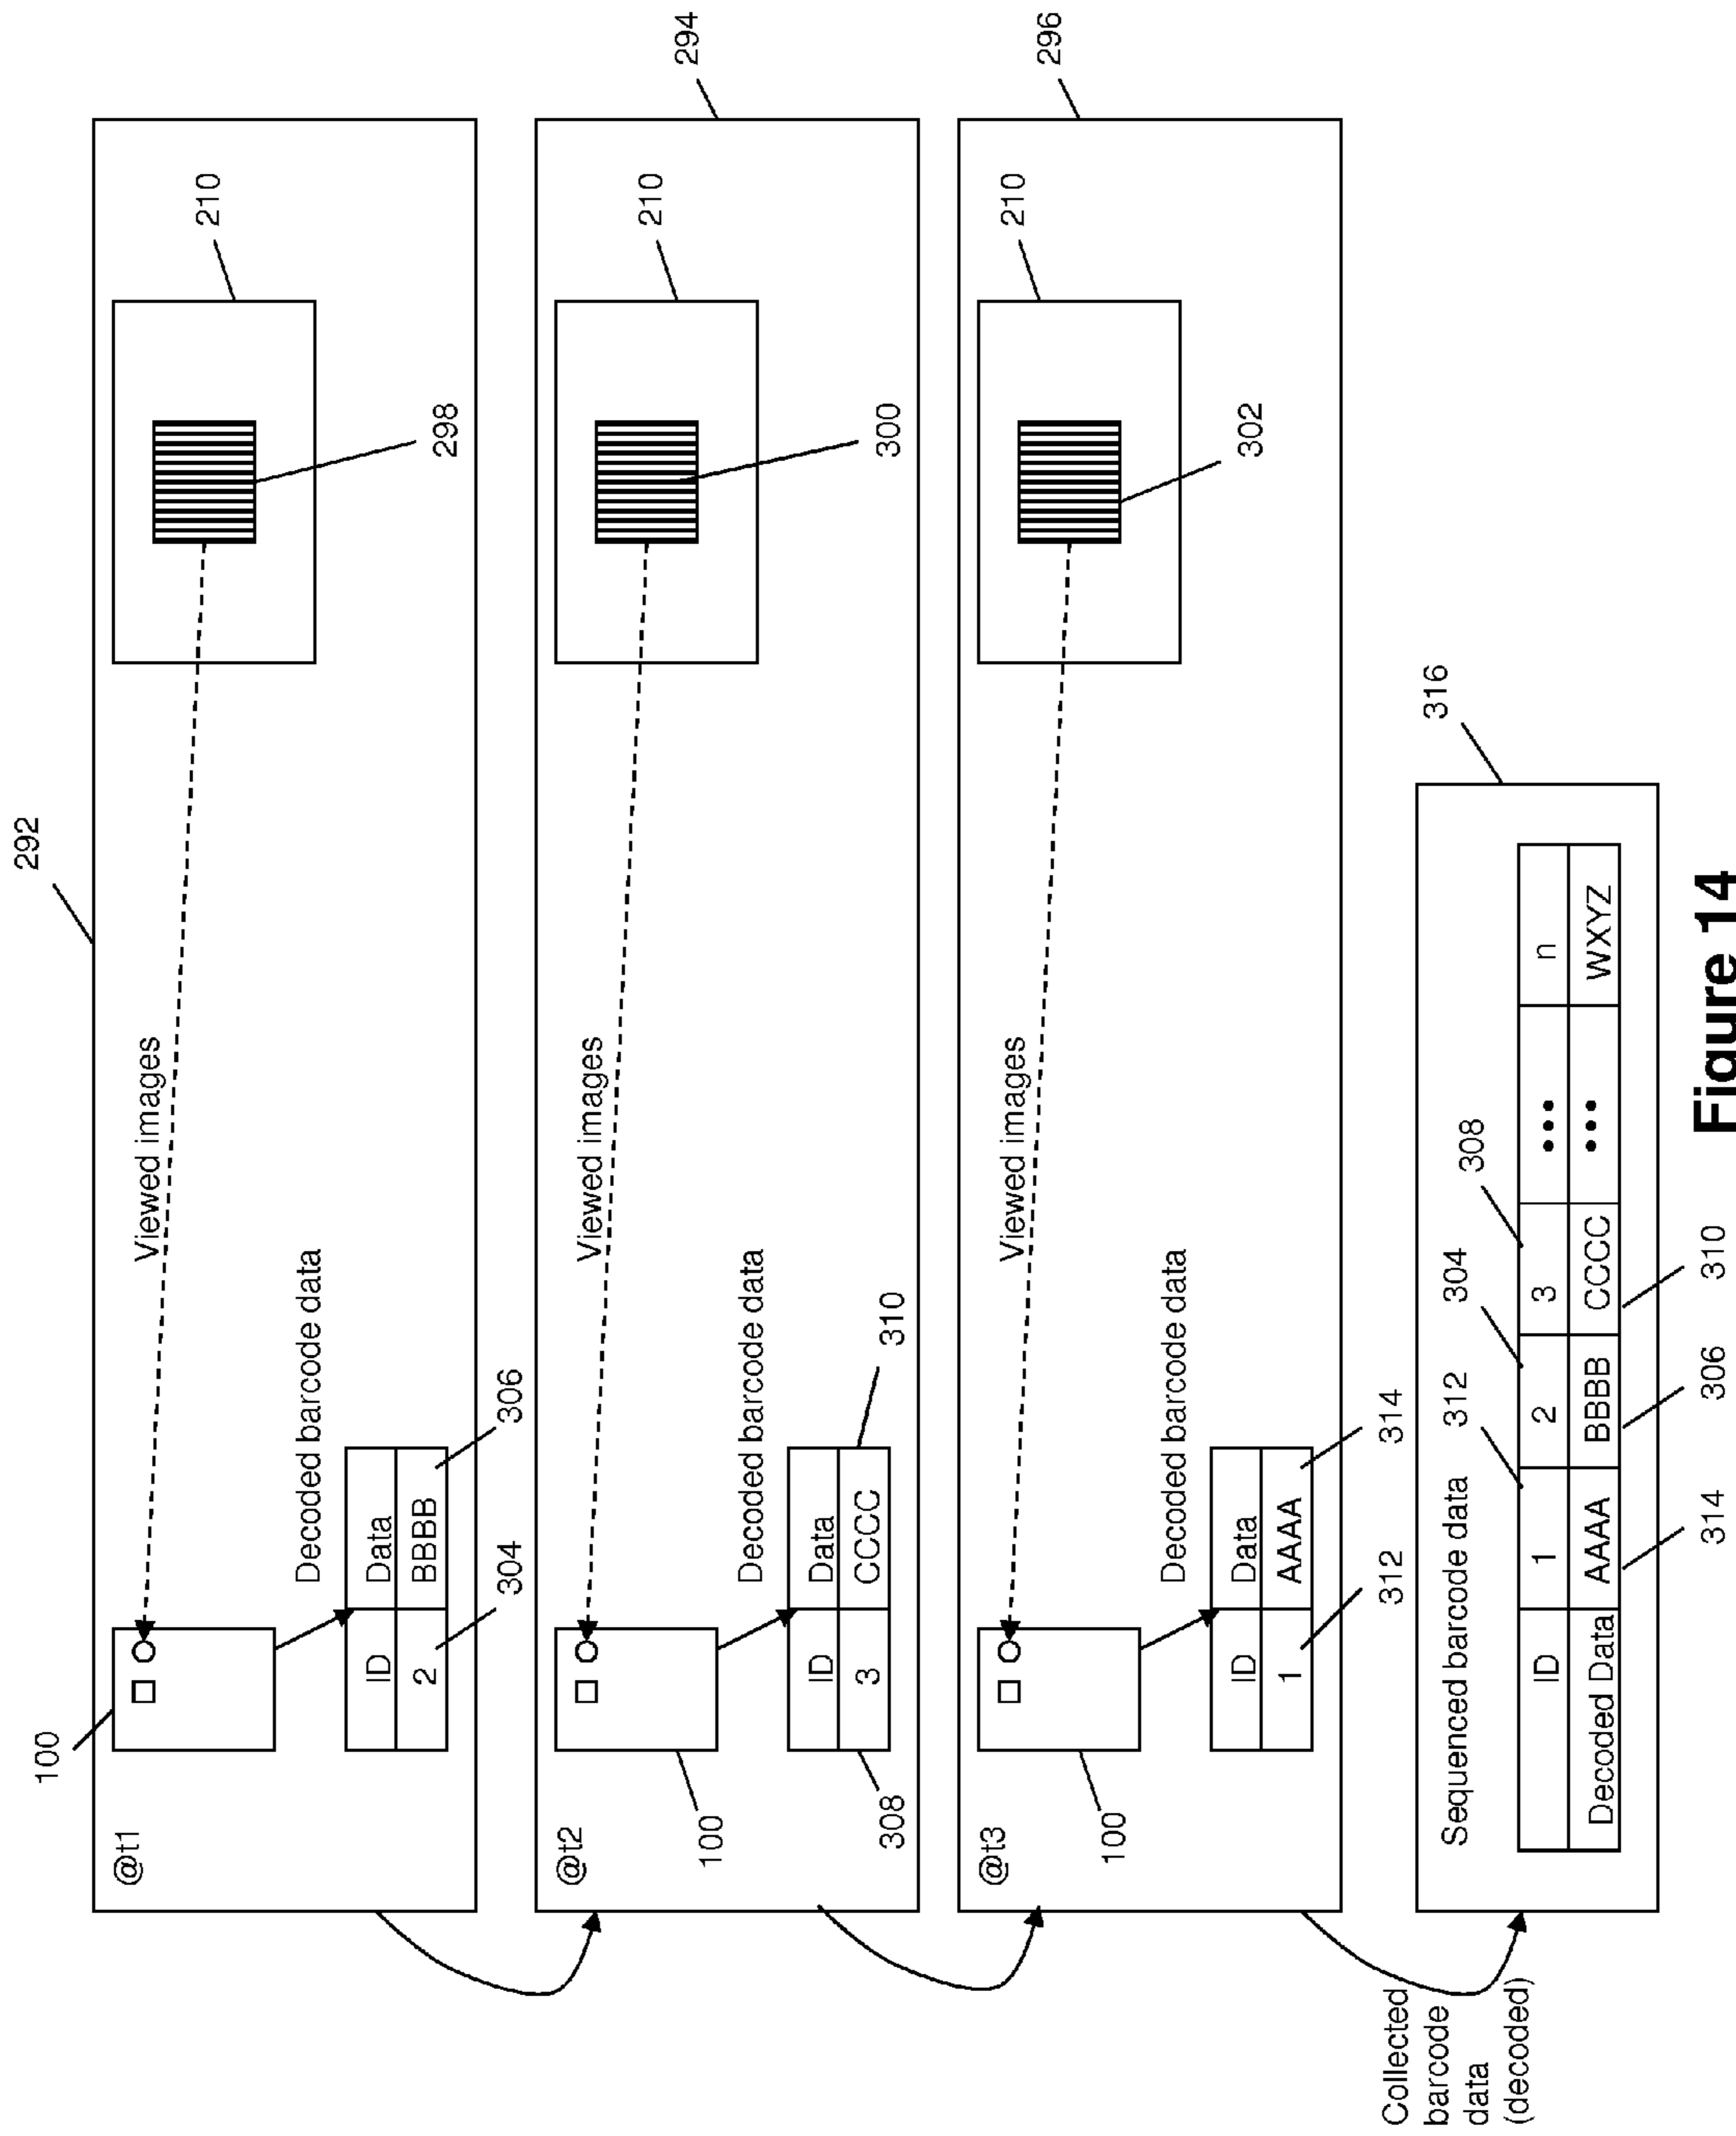 292
@t1
100
Viewed images
210
298
Decoded barcode data
ID Data
2 BBBB
304
306
294
@t2
100
Viewed images
210
300
Decoded barcode data
ID Data
3 CCCC
308
310
296
@t3
100
Viewed images
210
302
Decoded barcode data
ID Data
1 AAAA
312
314
Collected
barcode
data
(decoded)
316
Sequenced barcode data
312
304
308
ID 1 2 3 ••• n
Decoded Data AAAA BBBB CCCC ••• WXYZ
314
306
310
Figure 14